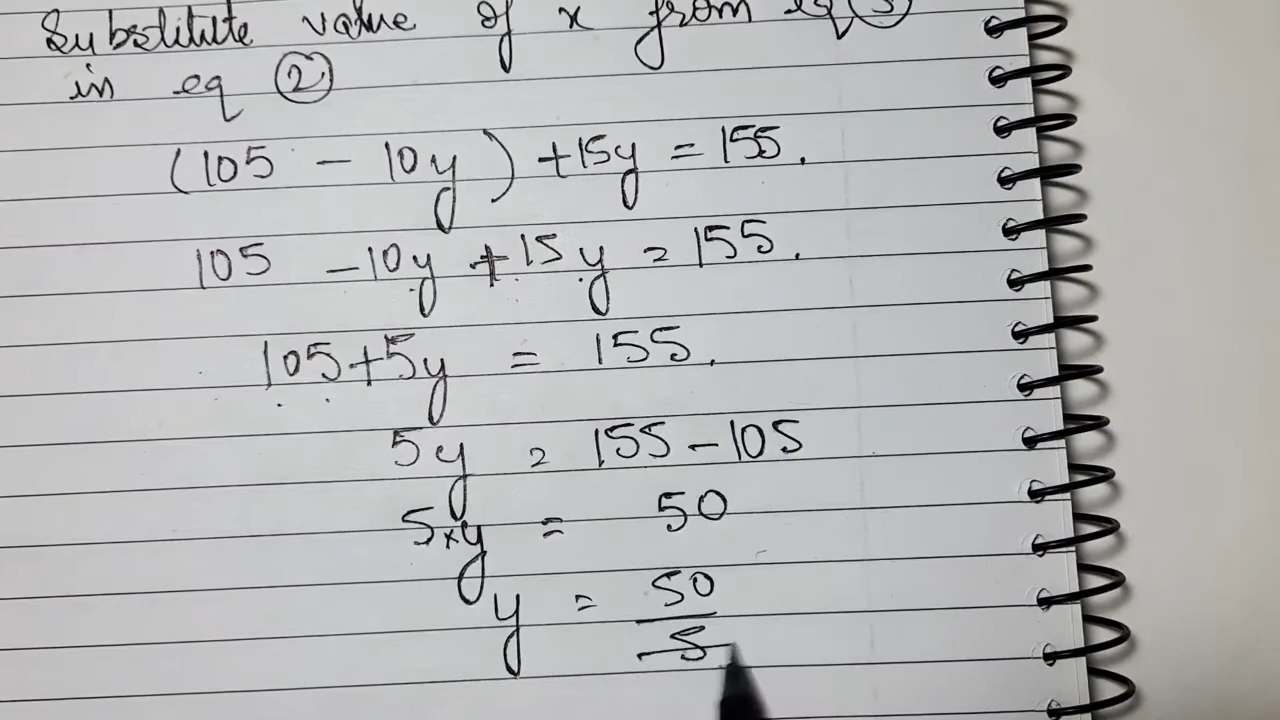 Substitute value of x from eq ③
in eq ②
(105 - 10y) + 15y = 155.
105 - 10y + 15y = 155.
105 + 5y = 155.
5y = 155 - 105
5 × y = 50
y = 50/5